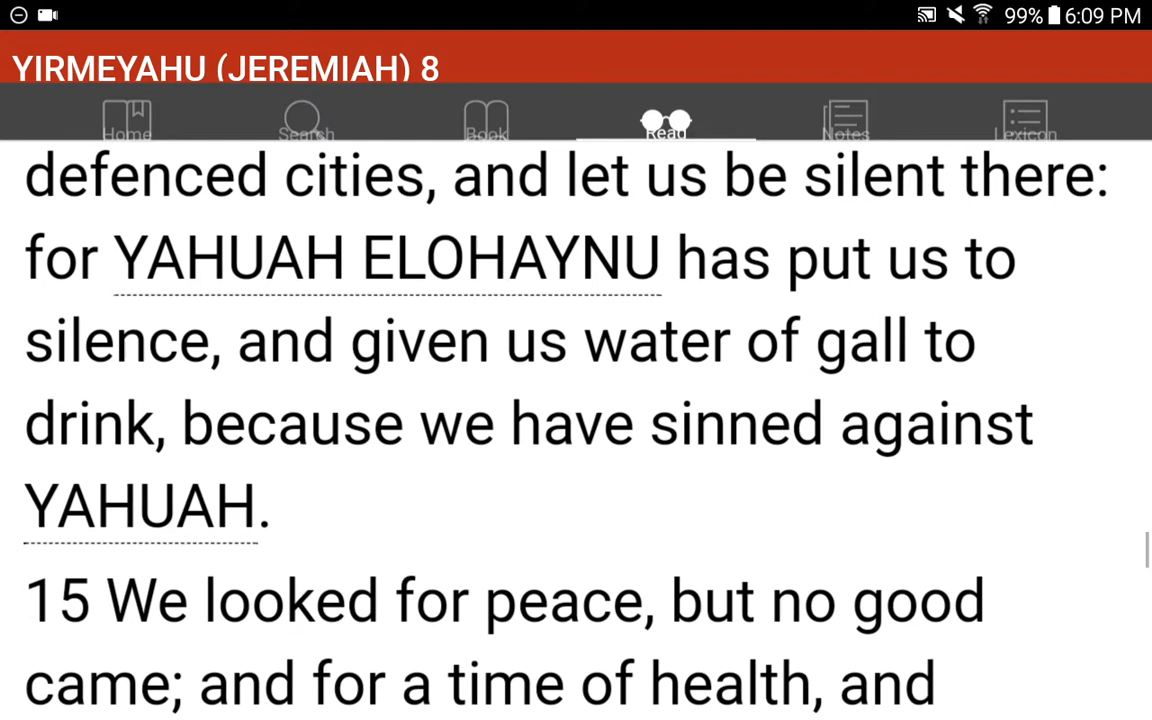 99% 6:09 PM
YIRMEYAHU (JEREMIAH) 8
Home Search Book Read Notes Lexicon
defenced cities, and let us be silent there:
for YAHUAH ELOHAYNU has put us to
silence, and given us water of gall to
drink, because we have sinned against
YAHUAH.
15 We looked for peace, but no good
came; and for a time of health, and